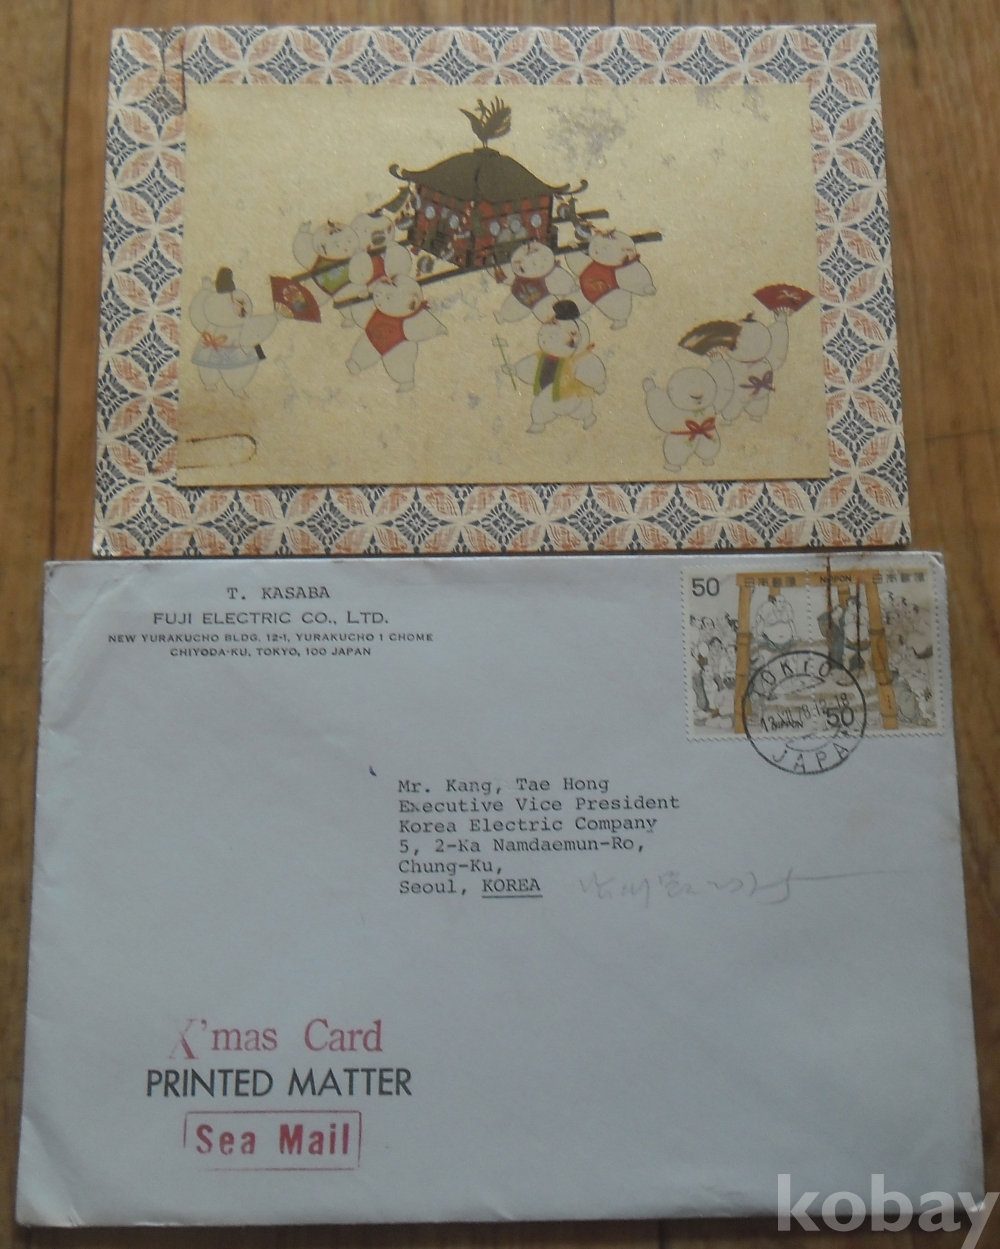 T. KASABA
FUJI ELECTRIC CO., LTD.
NEW YURAKUCHO BLDG. 12-1, YURAKUCHO 1 CHOME
CHIYODA-KU, TOKYO, 100 JAPAN
50 日本郵便 NIPPON 日本郵便
NIPPON 50
TOKYO
JAPAN
Mr. Kang, Tae Hong
Executive Vice President
Korea Electric Company
5, 2-Ka Namdaemun-Ro,
Chung-Ku,
Seoul, KOREA
X'mas Card
PRINTED MATTER
Sea Mail
kobay